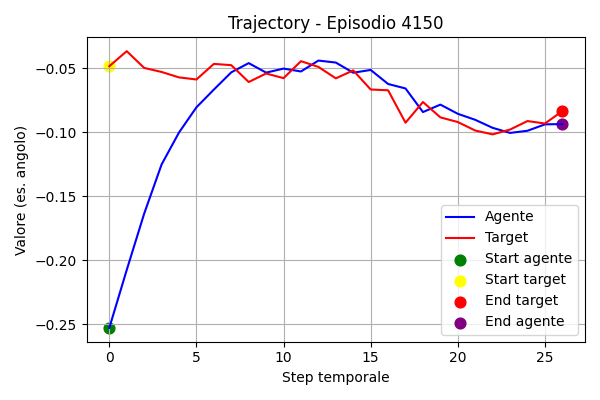 Trajectory - Episodio 4150
Valore (es. angolo)
−0.05
−0.10
−0.15
−0.20
−0.25
0
5
10
15
20
25
Step temporale
Agente
Target
Start agente
Start target
End target
End agente